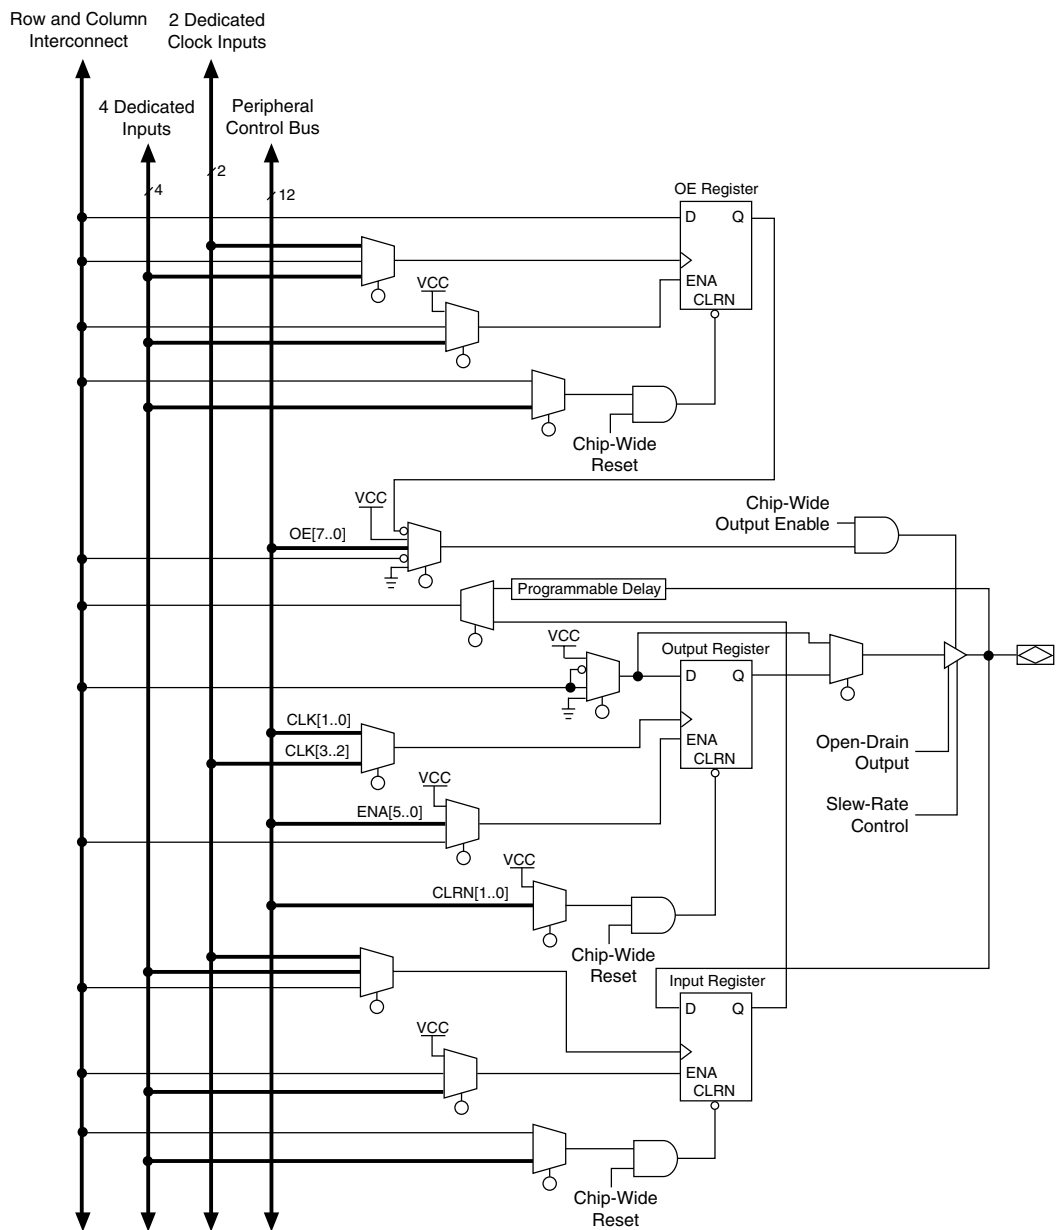 Row and Column
Interconnect
2 Dedicated
Clock Inputs
4 Dedicated
Inputs
Peripheral
Control Bus
2
4
12
OE Register
D Q
ENA
CLRN
VCC
Chip-Wide
Reset
VCC
OE[7..0]
Chip-Wide
Output Enable
Programmable Delay
VCC
Output Register
D Q
ENA
CLRN
CLK[1..0]
CLK[3..2]
Open-Drain
Output
VCC
ENA[5..0]
Slew-Rate
Control
VCC
CLRN[1..0]
Chip-Wide
Reset
Input Register
D Q
ENA
CLRN
VCC
Chip-Wide
Reset